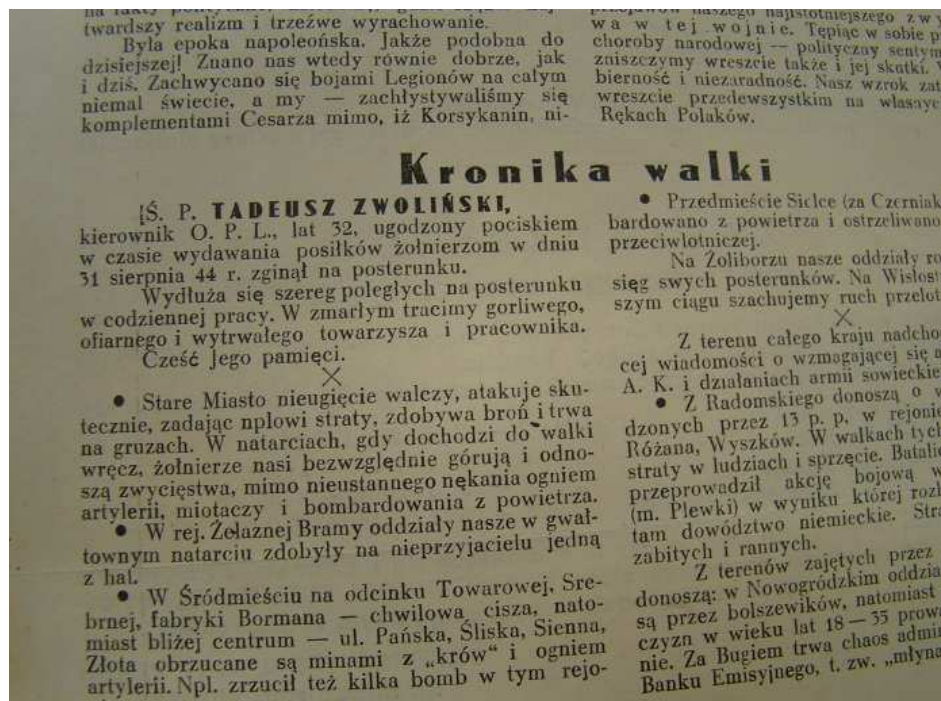 twardszy realizm i trzeźwe wyrachowanie.
Była epoka napoleońska. Jakże podobna do
dzisiejszej! Znano nas wtedy równie dobrze, jak
i dziś. Zachwycano się bojami Legionów na całym
niemal świecie, a my — zachłystywaliśmy się
komplementami Cesarza mimo, iż Korsykanin, ni-
przejawów naszego najistotniejszego
wa w tej wojnie. Tępiąc w sobie
choroby narodowej — polityczny
zniszczymy wreszcie także i jej skutki.
bierność i niezaradność. Nasz wzrok
wreszcie przedewszystkim na
Rękach Polaków.
Kronika walki
[Ś. P. TADEUSZ ZWOLIŃSKI,
kierownik O. P. L., lat 32, ugodzony pociskiem
w czasie wydawania posiłków żołnierzom w dniu
31 sierpnia 44 r. zginął na posterunku.
Wydłuża się szereg poległych na posterunku
w codziennej pracy. W zmarłym tracimy gorliwego,
ofiarnego i wytrwałego towarzysza i pracownika.
Cześć Jego pamięci.
X
• Stare Miasto nieugięcie walczy, atakuje sku-
tecznie, zadając nplowi straty, zdobywa broń i trwa
na gruzach. W natarciach, gdy dochodzi do walki
wręcz, żołnierze nasi bezwzględnie górują i odno-
szą zwycięstwa, mimo nieustannego nękania ogniem
artylerii, miotaczy i bombardowania z powietrza.
• W rej. Żelaznej Bramy oddziały nasze w gwał-
townym natarciu zdobyły na nieprzyjacielu jedną
z hal.
• W Śródmieściu na odcinku Towarowej, Sre-
brnej, fabryki Bormana — chwilowa cisza, nato-
miast bliżej centrum — ul. Pańska, Śliska, Sienna,
Złota obrzucane są minami z „krów“ i ogniem
artylerii. Npl. zrzucił też kilka bomb w tym rejo-
• Przedmieście Sielce (za Czerniak
bardowano z powietrza i ostrzeliwano
przeciwlotniczej.
Na Żoliborzu nasze oddziały
sięg swych posterunków. Na Wisłost
szym ciągu szachujemy ruch przelot
X
Z terenu całego kraju nadcho
cej wiadomości o wzmagającej się
A. K. i działaniach armii sowieckie
• Z Radomskiego donoszą o
dzonych przez 13 p. p. w rejonie
Różana, Wyszków. W walkach tych
straty w ludziach i sprzęcie. Batalio
przeprowadził akcję bojową w
(m. Plewki) w wyniku której rozb
tam dowództwo niemieckie. Stra
zabitych i rannych.
Z terenów zajętych przez
donoszą: w Nowogródzkim oddzia
są przez bolszewików, natomiast
czyzn w wieku lat 18 — 35 prow
nie. Za Bugiem trwa chaos admin
Banku Emisyjnego, t. zw. „młyna